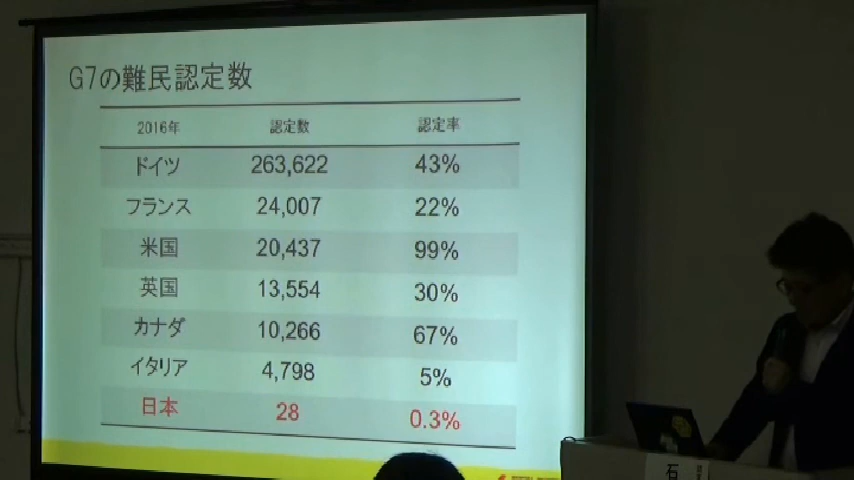 G7の難民認定数
2016年 認定数 認定率
ドイツ 263,622 43%
フランス 24,007 22%
米国 20,437 99%
英国 13,554 30%
カナダ 10,266 67%
イタリア 4,798 5%
日本 28 0.3%
石